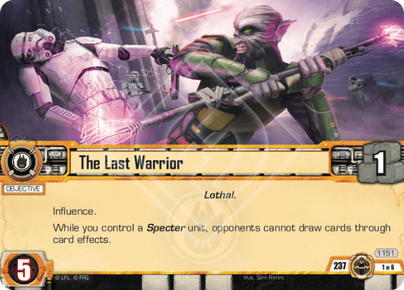 The Last Warrior
1
OBJECTIVE
Lothal.
Influence.
While you control a Specter unit, opponents cannot draw cards through
card effects.
5
© LFL © FFG
Illus. Sim Rimm
237
1151
1 of 6